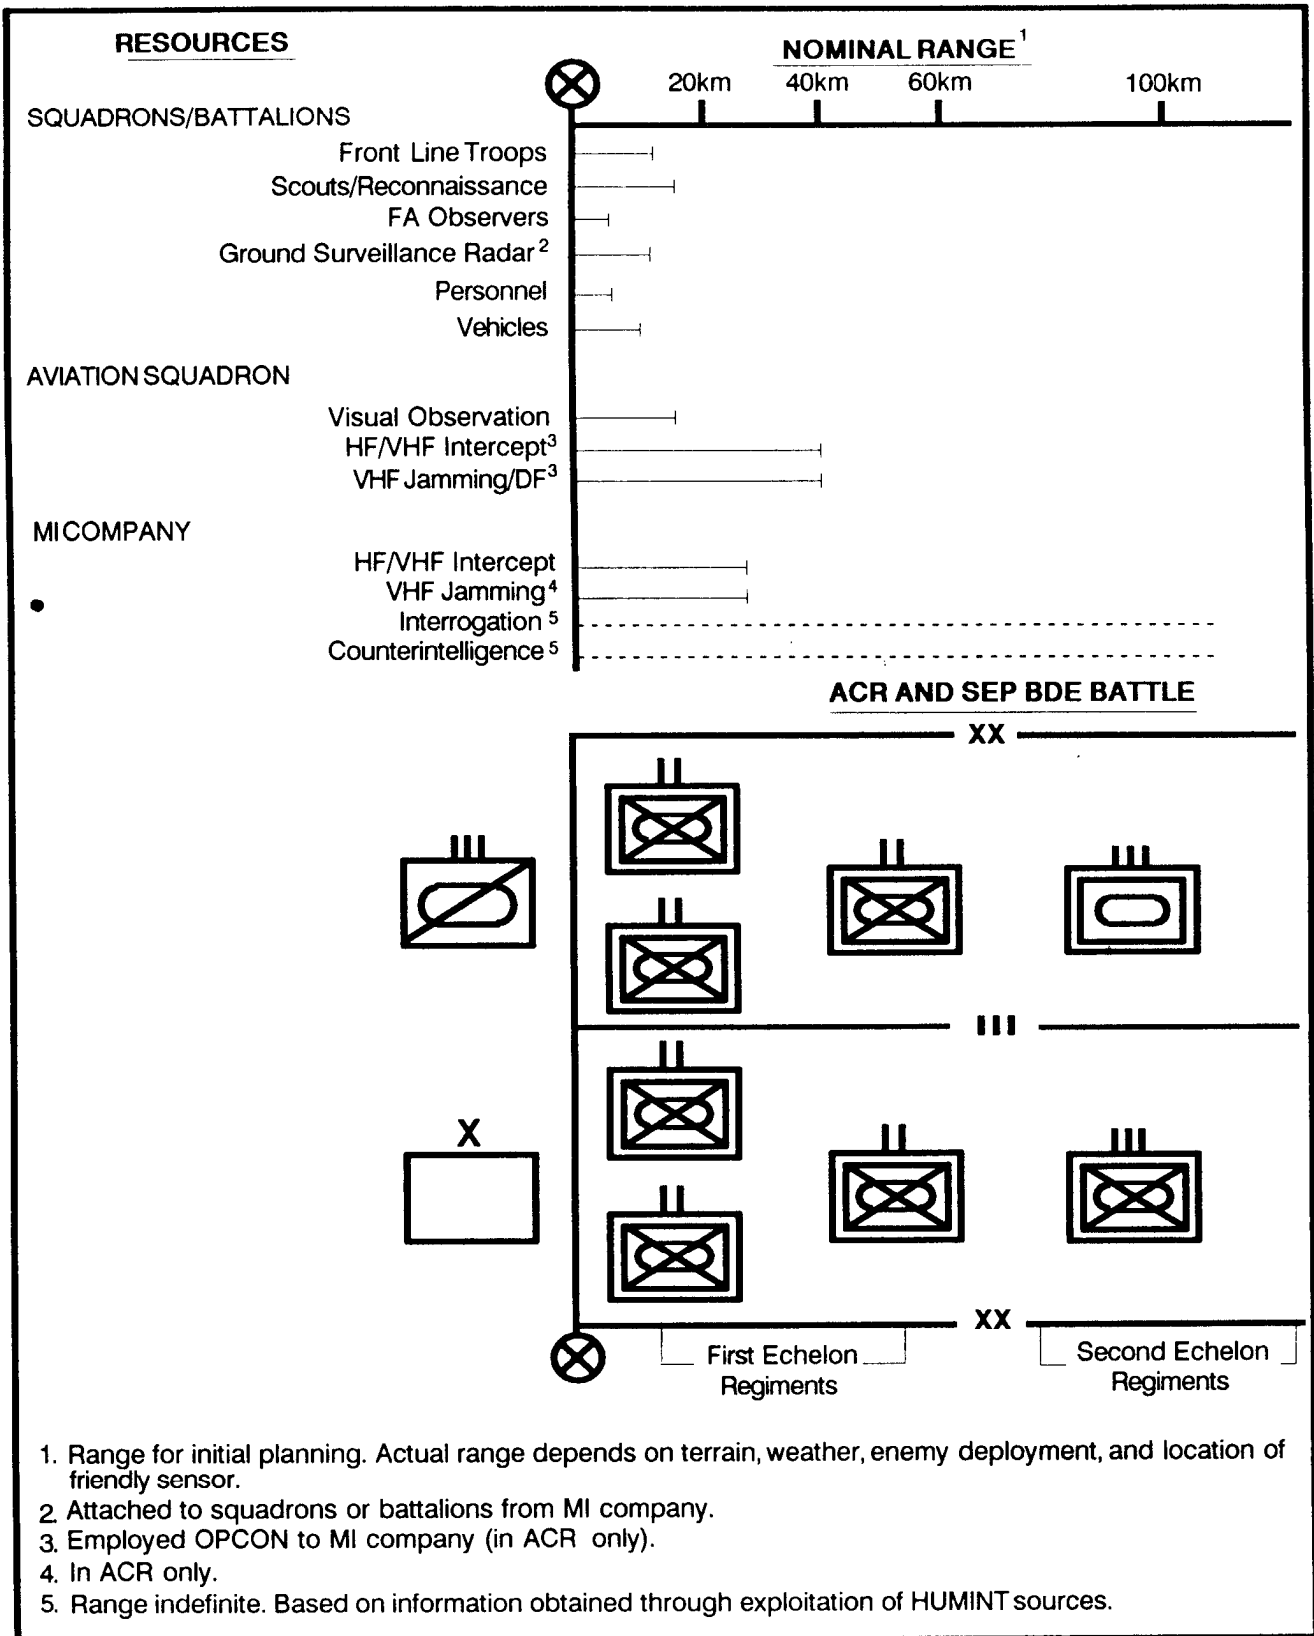 RESOURCES
NOMINAL RANGE1
20km 40km 60km 100km
SQUADRONS/BATTALIONS
Front Line Troops
Scouts/Reconnaissance
FA Observers
Ground Surveillance Radar2
Personnel
Vehicles
AVIATION SQUADRON
Visual Observation
HF/VHF Intercept3
VHF Jamming/DF3
MI COMPANY
HF/VHF Intercept
VHF Jamming4
Interrogation 5
Counterintelligence 5
ACR AND SEP BDE BATTLE
XX
II
III
II
III
II
III
II
X
II
III
II
XX
First Echelon
Regiments
Second Echelon
Regiments
1. Range for initial planning. Actual range depends on terrain, weather, enemy deployment, and location of
friendly sensor.
2. Attached to squadrons or battalions from MI company.
3. Employed OPCON to MI company (in ACR only).
4. In ACR only.
5. Range indefinite. Based on information obtained through exploitation of HUMINT sources.